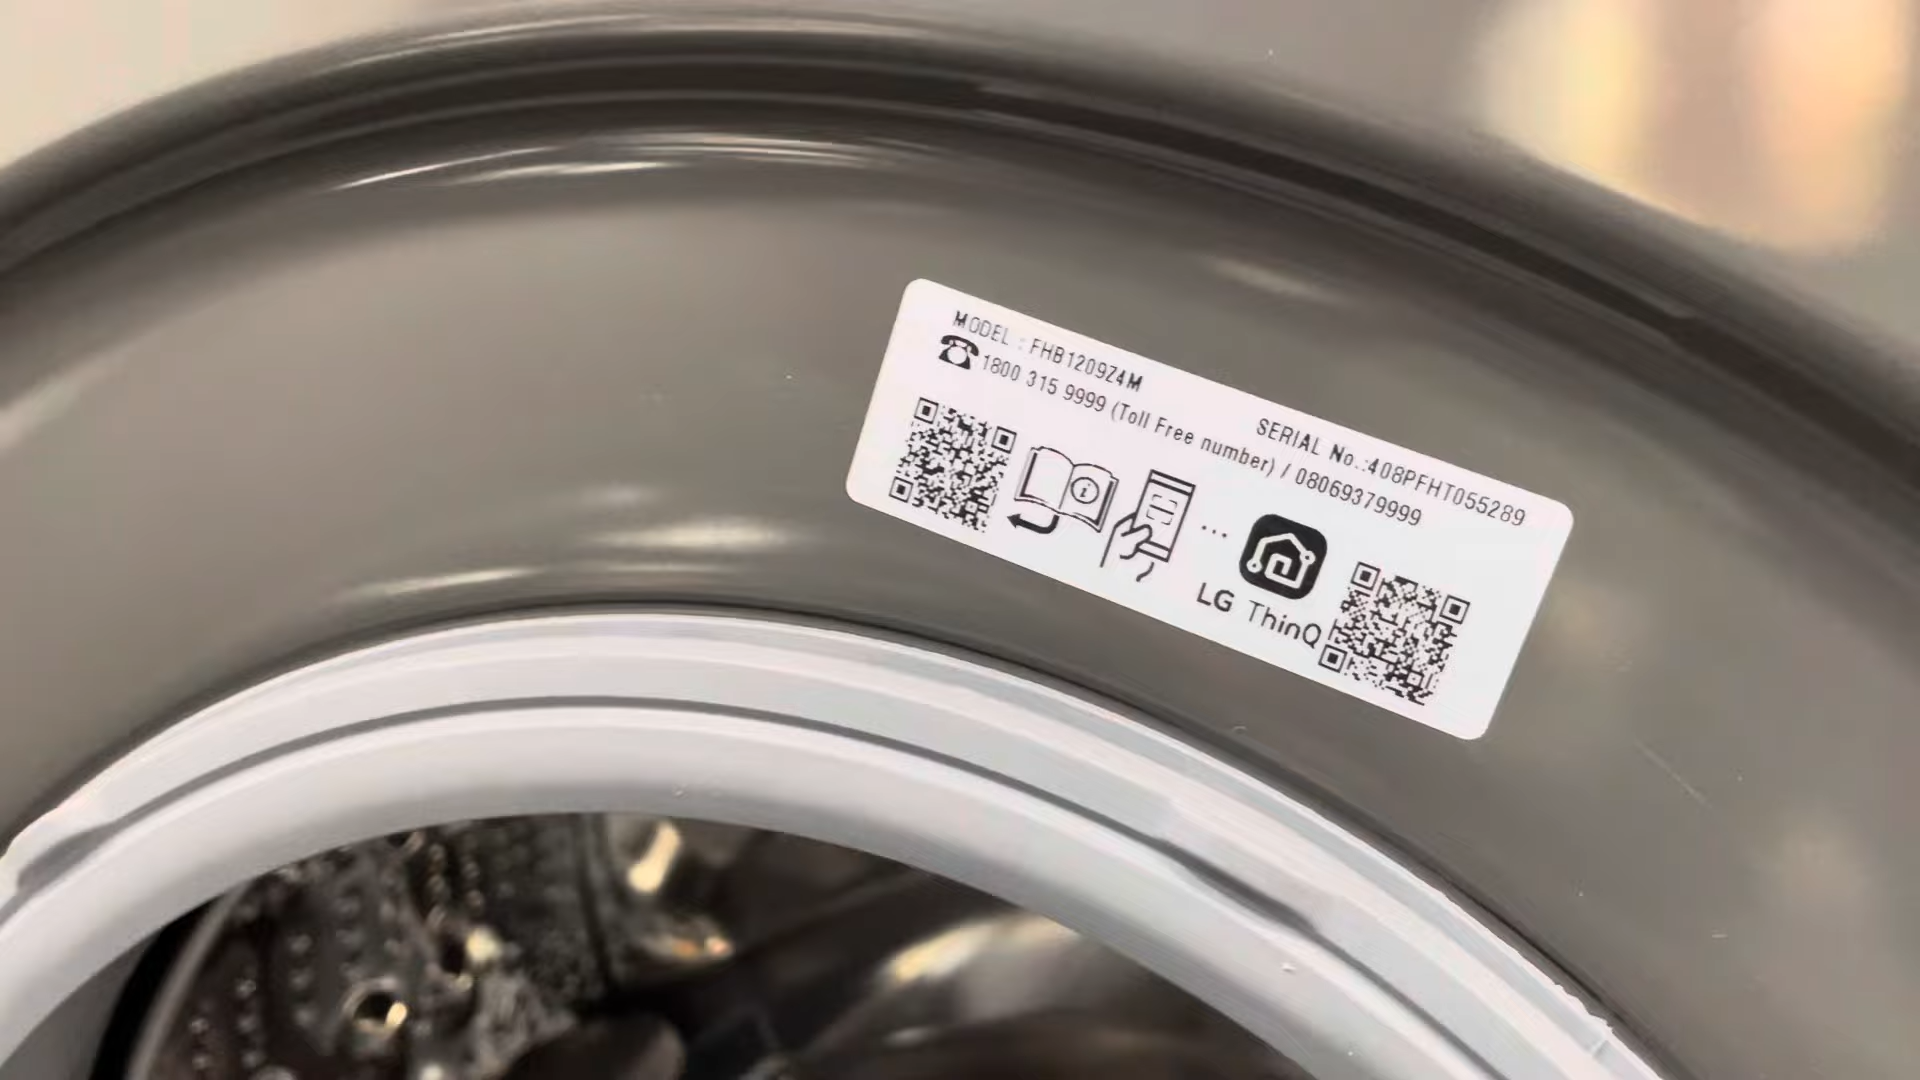 MODEL : FHB1209Z4M
SERIAL No.:408PFHT055289
1800 315 9999 (Toll Free number) / 08069379999
LG ThinQ